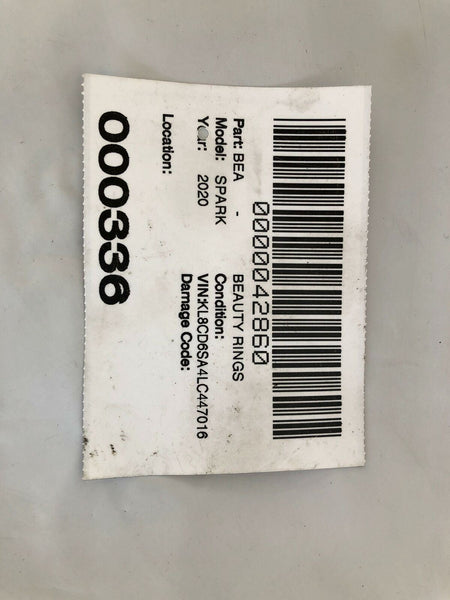 0000042860
Part: BEA - BEAUTY RINGS
Model: SPARK Condition:
Year: 2020 VIN:KL8CD6SA4LC447016
Damage Code:
Location:
000336